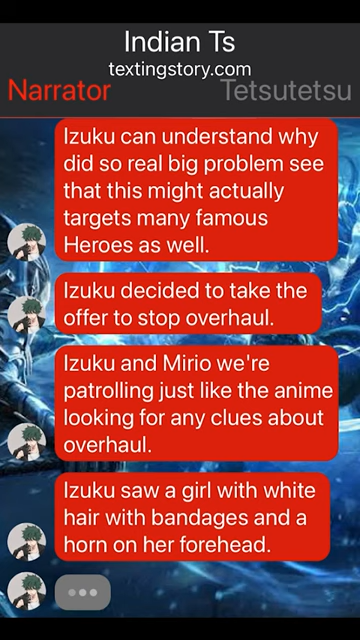 Indian Ts
textingstory.com
Narrator Tetsutetsu
Izuku can understand why
did so real big problem see
that this might actually
targets many famous
Heroes as well.
Izuku decided to take the
offer to stop overhaul.
Izuku and Mirio we're
patrolling just like the anime
looking for any clues about
overhaul.
Izuku saw a girl with white
hair with bandages and a
horn on her forehead.